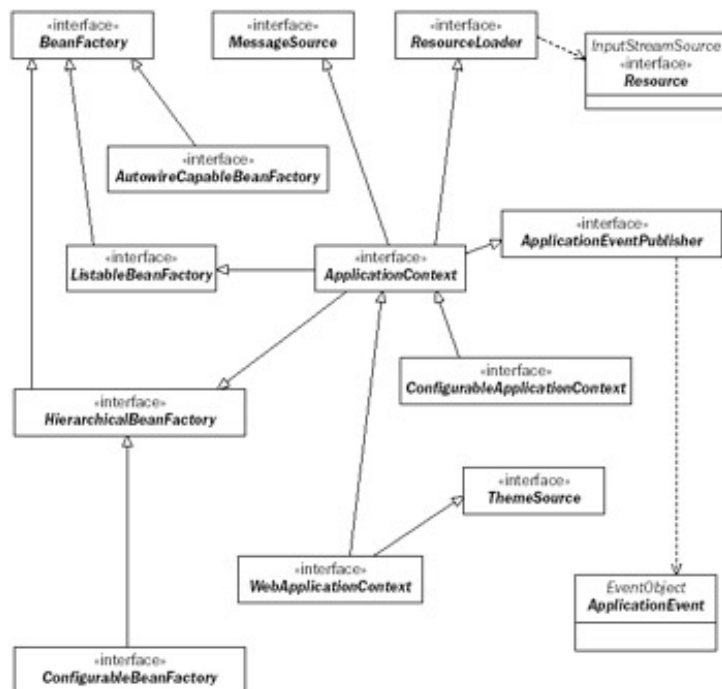 «interface»
BeanFactory
«interface»
MessageSource
«interface»
ResourceLoader
InputStreamSource
«interface»
Resource
«interface»
AutowireCapableBeanFactory
«interface»
ApplicationEventPublisher
«interface»
ListableBeanFactory
«interface»
ApplicationContext
«interface»
ConfigurableApplicationContext
«interface»
HierarchicalBeanFactory
«interface»
ThemeSource
«interface»
WebApplicationContext
EventObject
ApplicationEvent
«interface»
ConfigurableBeanFactory